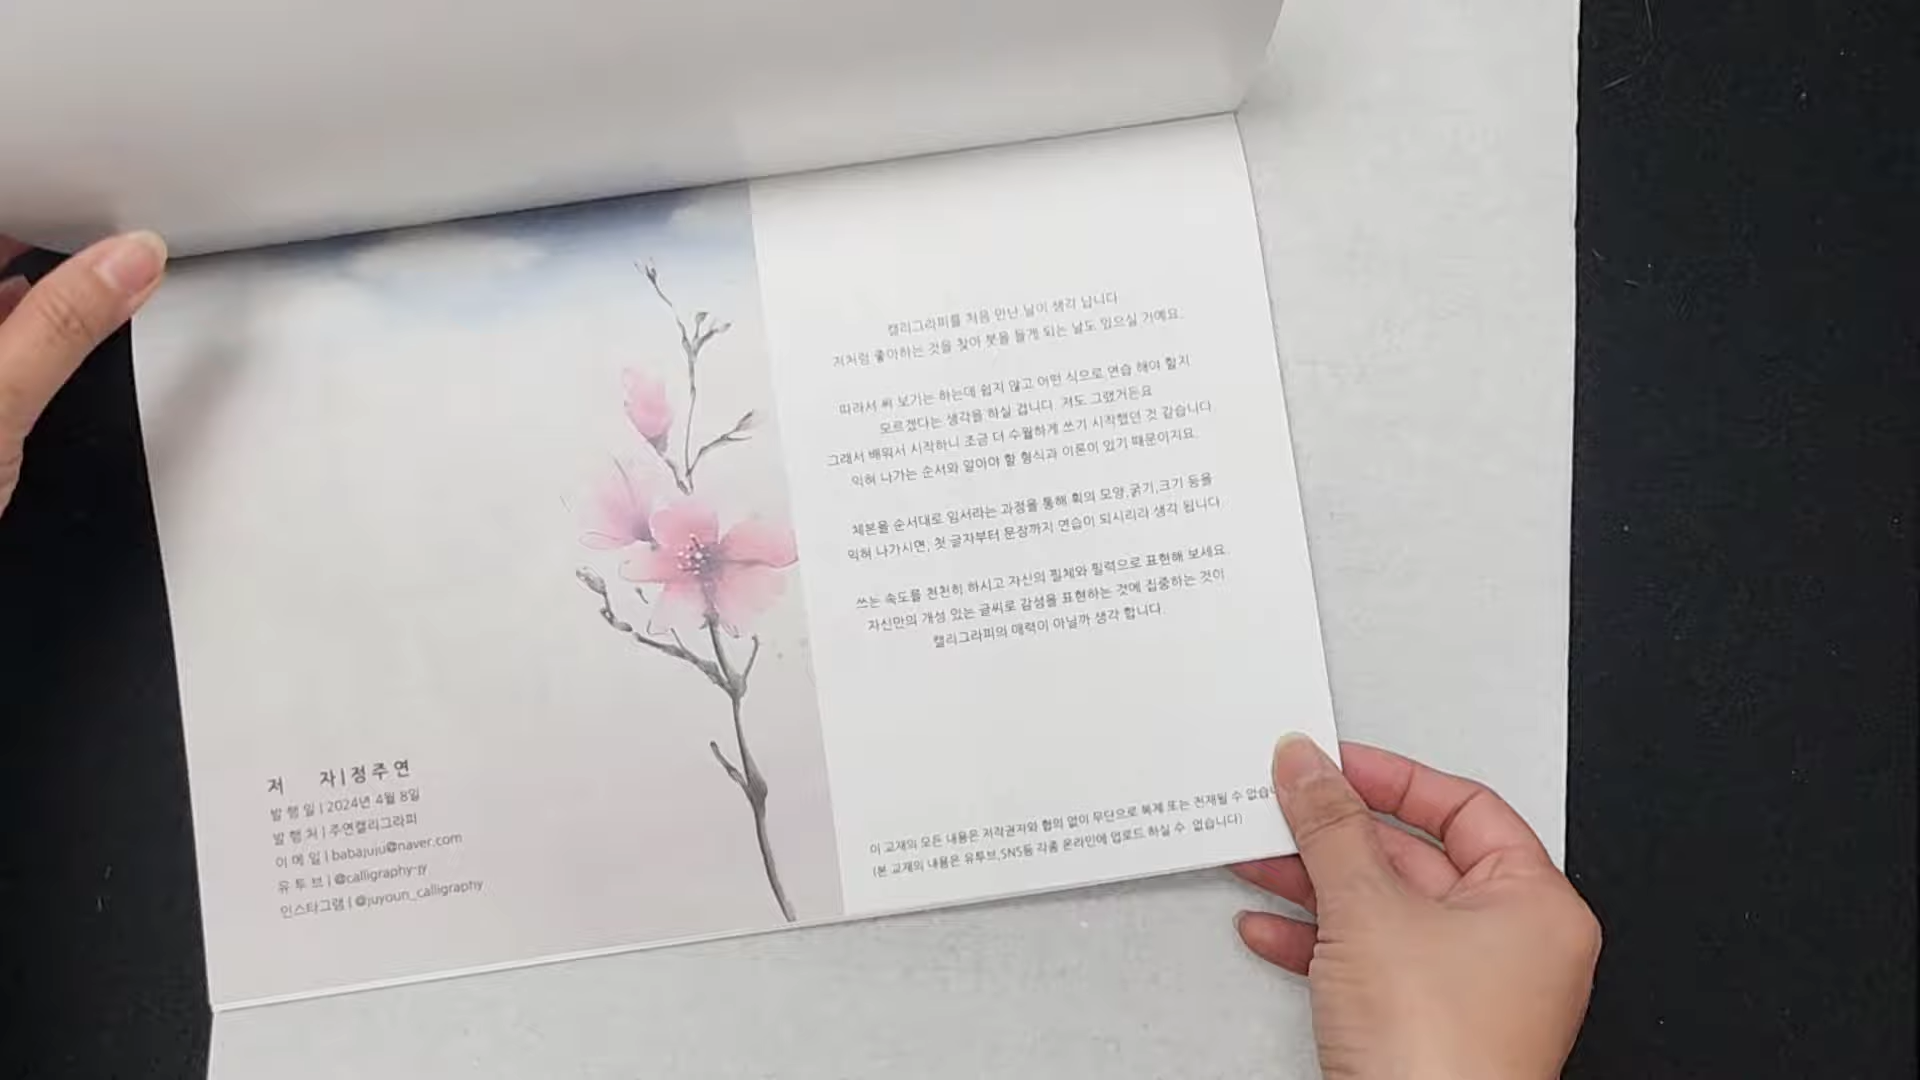 저 자 | 정 주 연
발 행 일 | 2024년 4월 8일
발 행 처 | 주연캘리그라피
이 메 일 | babajuju@naver.com
유 투 브 | @calligraphy-jy
인스타그램 | @juyoun_calligraphy
캘리그라피를 처음 만난 날이 생각 납니다.
저처럼 좋아하는 것을 찾아 붓을 들게 되는 날도 있으실 거예요.
따라서 써 보기는 하는데 쉽지 않고 어떤 식으로 연습 해야 할지
모르겠다는 생각을 하실 겁니다. 저도 그랬거든요
그래서 배워서 시작하니 조금 더 수월하게 쓰기 시작했던 것 같습니다.
익혀 나가는 순서와 알아야 할 형식과 이론이 있기 때문이지요.
체본을 순서대로 임서라는 과정을 통해 획의 모양,굵기,크기 등을
익혀 나가시면, 첫 글자부터 문장까지 연습이 되시리라 생각 됩니다.
쓰는 속도를 천천히 하시고 자신의 필체와 필력으로 표현해 보세요.
자신만의 개성 있는 글씨로 감성을 표현하는 것에 집중하는 것이
캘리그라피의 매력이 아닐까 생각 합니다.
이 교재의 모든 내용은 저작권자와 협의 없이 무단으로 복제 또는 전재될 수 없습
(본 교재의 내용은 유투브,SNS등 각종 온라인에 업로드 하실 수 없습니다)